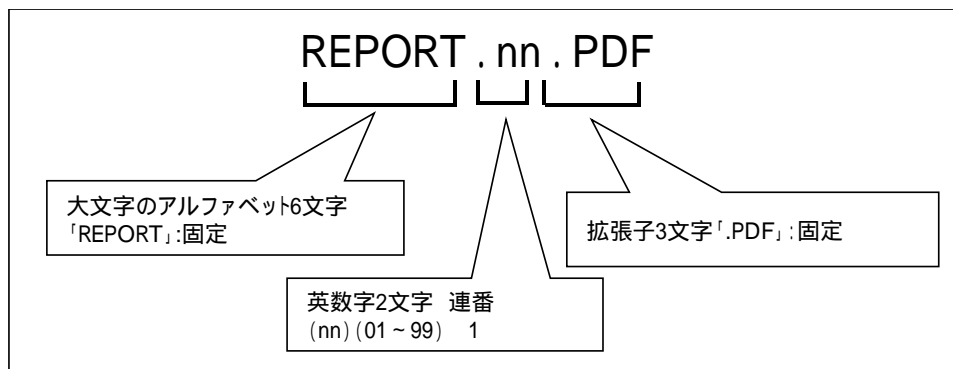 REPORT.nn.PDF
大文字のアルファベット6文字
「REPORT」:固定
拡張子3文字「.PDF」:固定
英数字2文字 連番
(nn)(01~99) 1